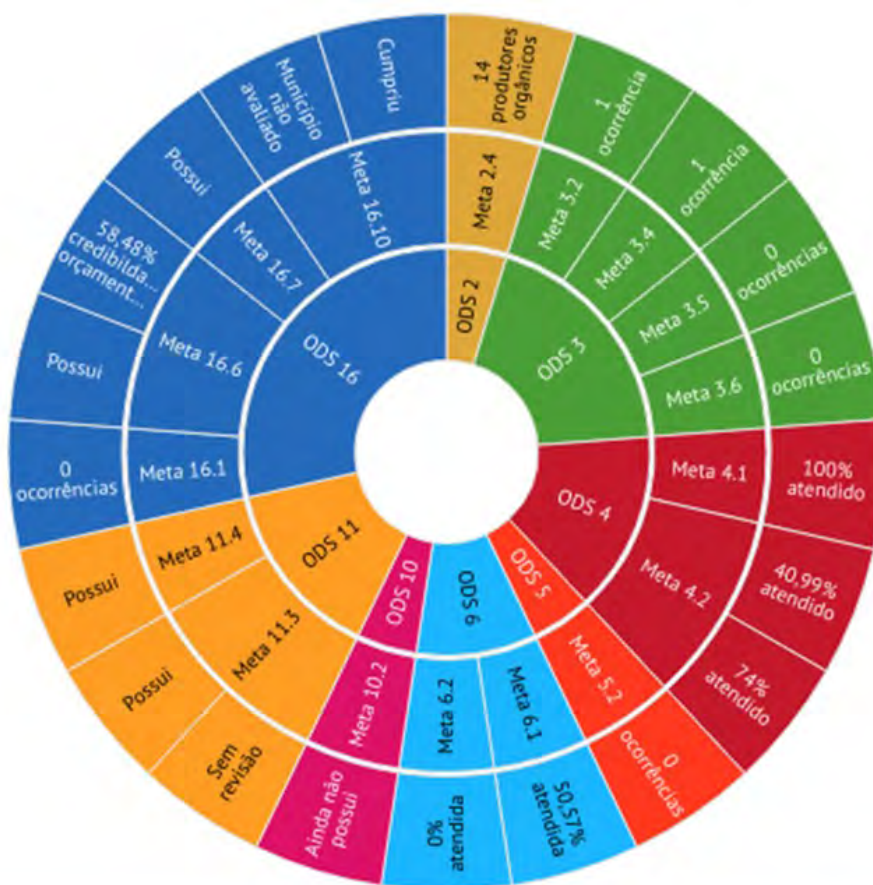 ODS 2
Meta 2.4
14
produtores
orgânicos
ODS 3
Meta 3.2
1
ocorrência
Meta 3.4
1
ocorrência
Meta 3.5
0
ocorrências
Meta 3.6
0
ocorrências
ODS 4
Meta 4.1
100%
atendido
Meta 4.2
40,99%
atendido
74%
atendido
ODS 5
Meta 5.2
0
ocorrências
ODS 6
Meta 6.1
50,57%
atendida
Meta 6.2
0%
atendida
ODS 10
Meta 10.2
Ainda não
possui
ODS 11
Meta 11.3
Sem
revisão
Possui
Meta 11.4
Possui
ODS 16
Meta 16.1
0
ocorrências
Meta 16.6
Possui
58,48%
credibilda...
orçament...
Meta 16.7
Possui
Meta 16.10
Município
não
avaliado
Cumpriu